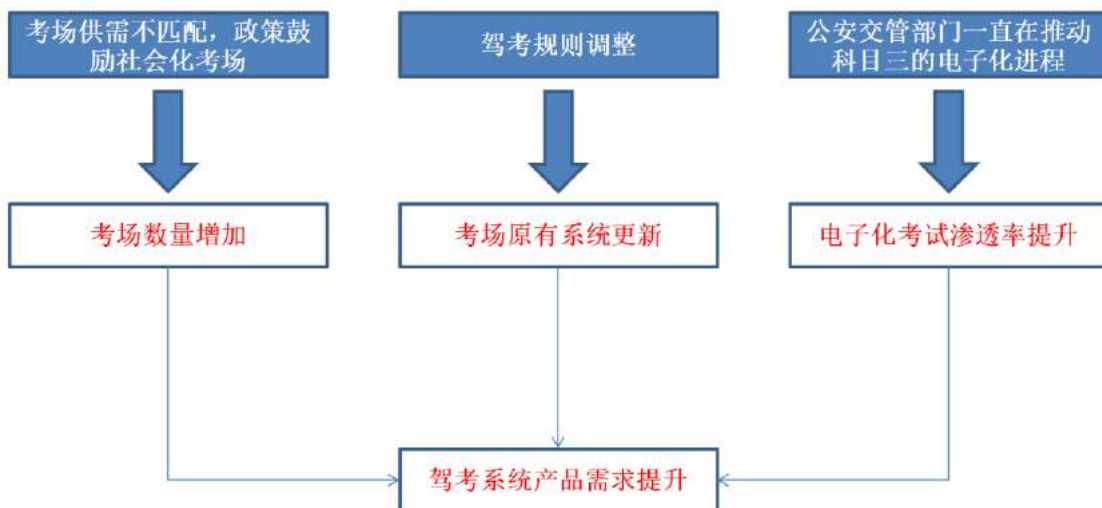 考场供需不匹配，政策鼓
励社会化考场
驾考规则调整
公安交管部门一直在推动
科目三的电子化进程
考场数量增加
考场原有系统更新
电子化考试渗透率提升
驾考系统产品需求提升